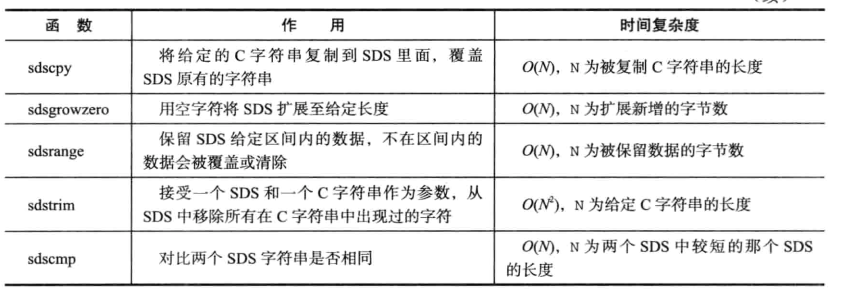 函 数 作 用 时间复杂度
sdscpy 将给定的 C 字符串复制到 SDS 里面，覆盖 SDS 原有的字符串 O(N)，N 为被复制 C 字符串的长度
sdsgrowzero 用空字符将 SDS 扩展至给定长度 O(N)，N 为扩展新增的字节数
sdsrange 保留 SDS 给定区间内的数据，不在区间内的数据会被覆盖或清除 O(N)，N 为被保留数据的字节数
sdstrim 接受一个 SDS 和一个 C 字符串作为参数，从 SDS 中移除所有在 C 字符串中出现过的字符 O(N²)，N 为给定 C 字符串的长度
sdscmp 对比两个 SDS 字符串是否相同 O(N)，N 为两个 SDS 中较短的那个 SDS 的长度